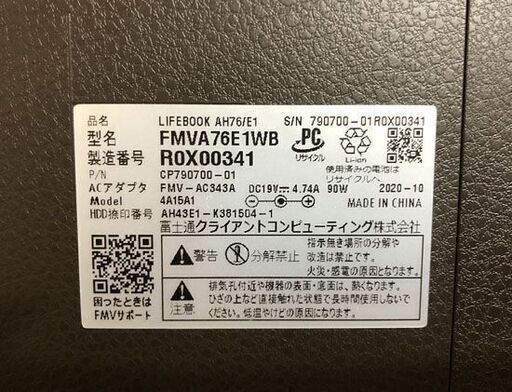 品名 LIFEBOOK AH76/E1 S/N 790700-01R0X00341
型名 FMVA76E1WB
製造番号 R0X00341
P/N CP790700-01
ACアダプタ FMV-AC343A DC19V 4.74A 90W 2020-10
Model 4A15A1 MADE IN CHINA
HDD捺印番号 AH43E1-K381504-1
PC
リサイクル
Li-ion
使用済みの電池は
リサイクルへ
富士通クライアントコンピューティング株式会社
警告 分解禁止
指示無き場所の分解や
改造は禁止です。
火災・感電の原因となります。
注意
排気孔付近や機器の表面・底面は、熱くなります。
ひざの上など直接触れた状態で長時間使用しないで
ください。低温やけどの原因になります。
困ったときは
FMVサポート